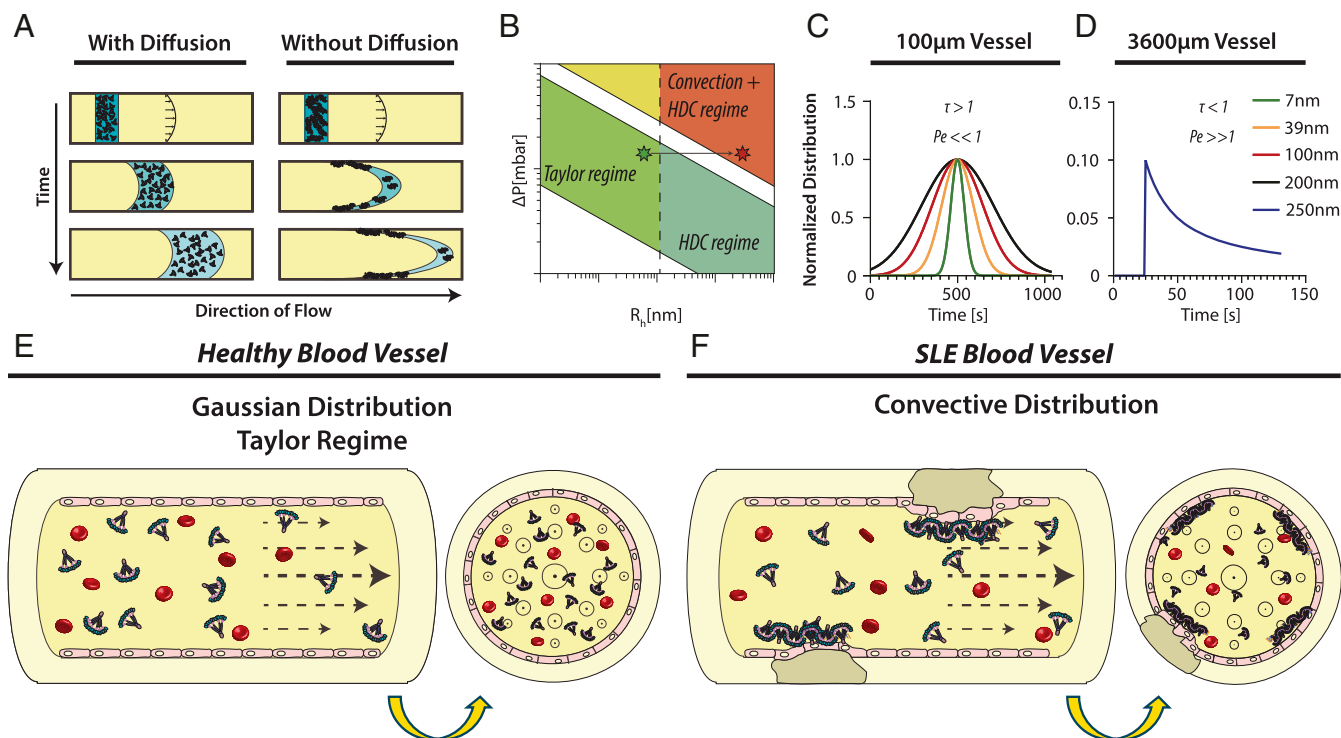 A
With Diffusion
Without Diffusion
Time
Direction of Flow
B
ΔP[mbar]
Convection +
HDC regime
Taylor regime
HDC regime
R_h[nm]
C
100μm Vessel
Normalized Distribution
1.5
1.0
0.5
0
τ > 1
Pe << 1
0
500
1000
Time [s]
D
3600μm Vessel
0.15
0.10
0.05
0
τ < 1
Pe >> 1
0
50
100
150
Time [s]
7nm
39nm
100nm
200nm
250nm
E
Healthy Blood Vessel
Gaussian Distribution
Taylor Regime
F
SLE Blood Vessel
Convective Distribution